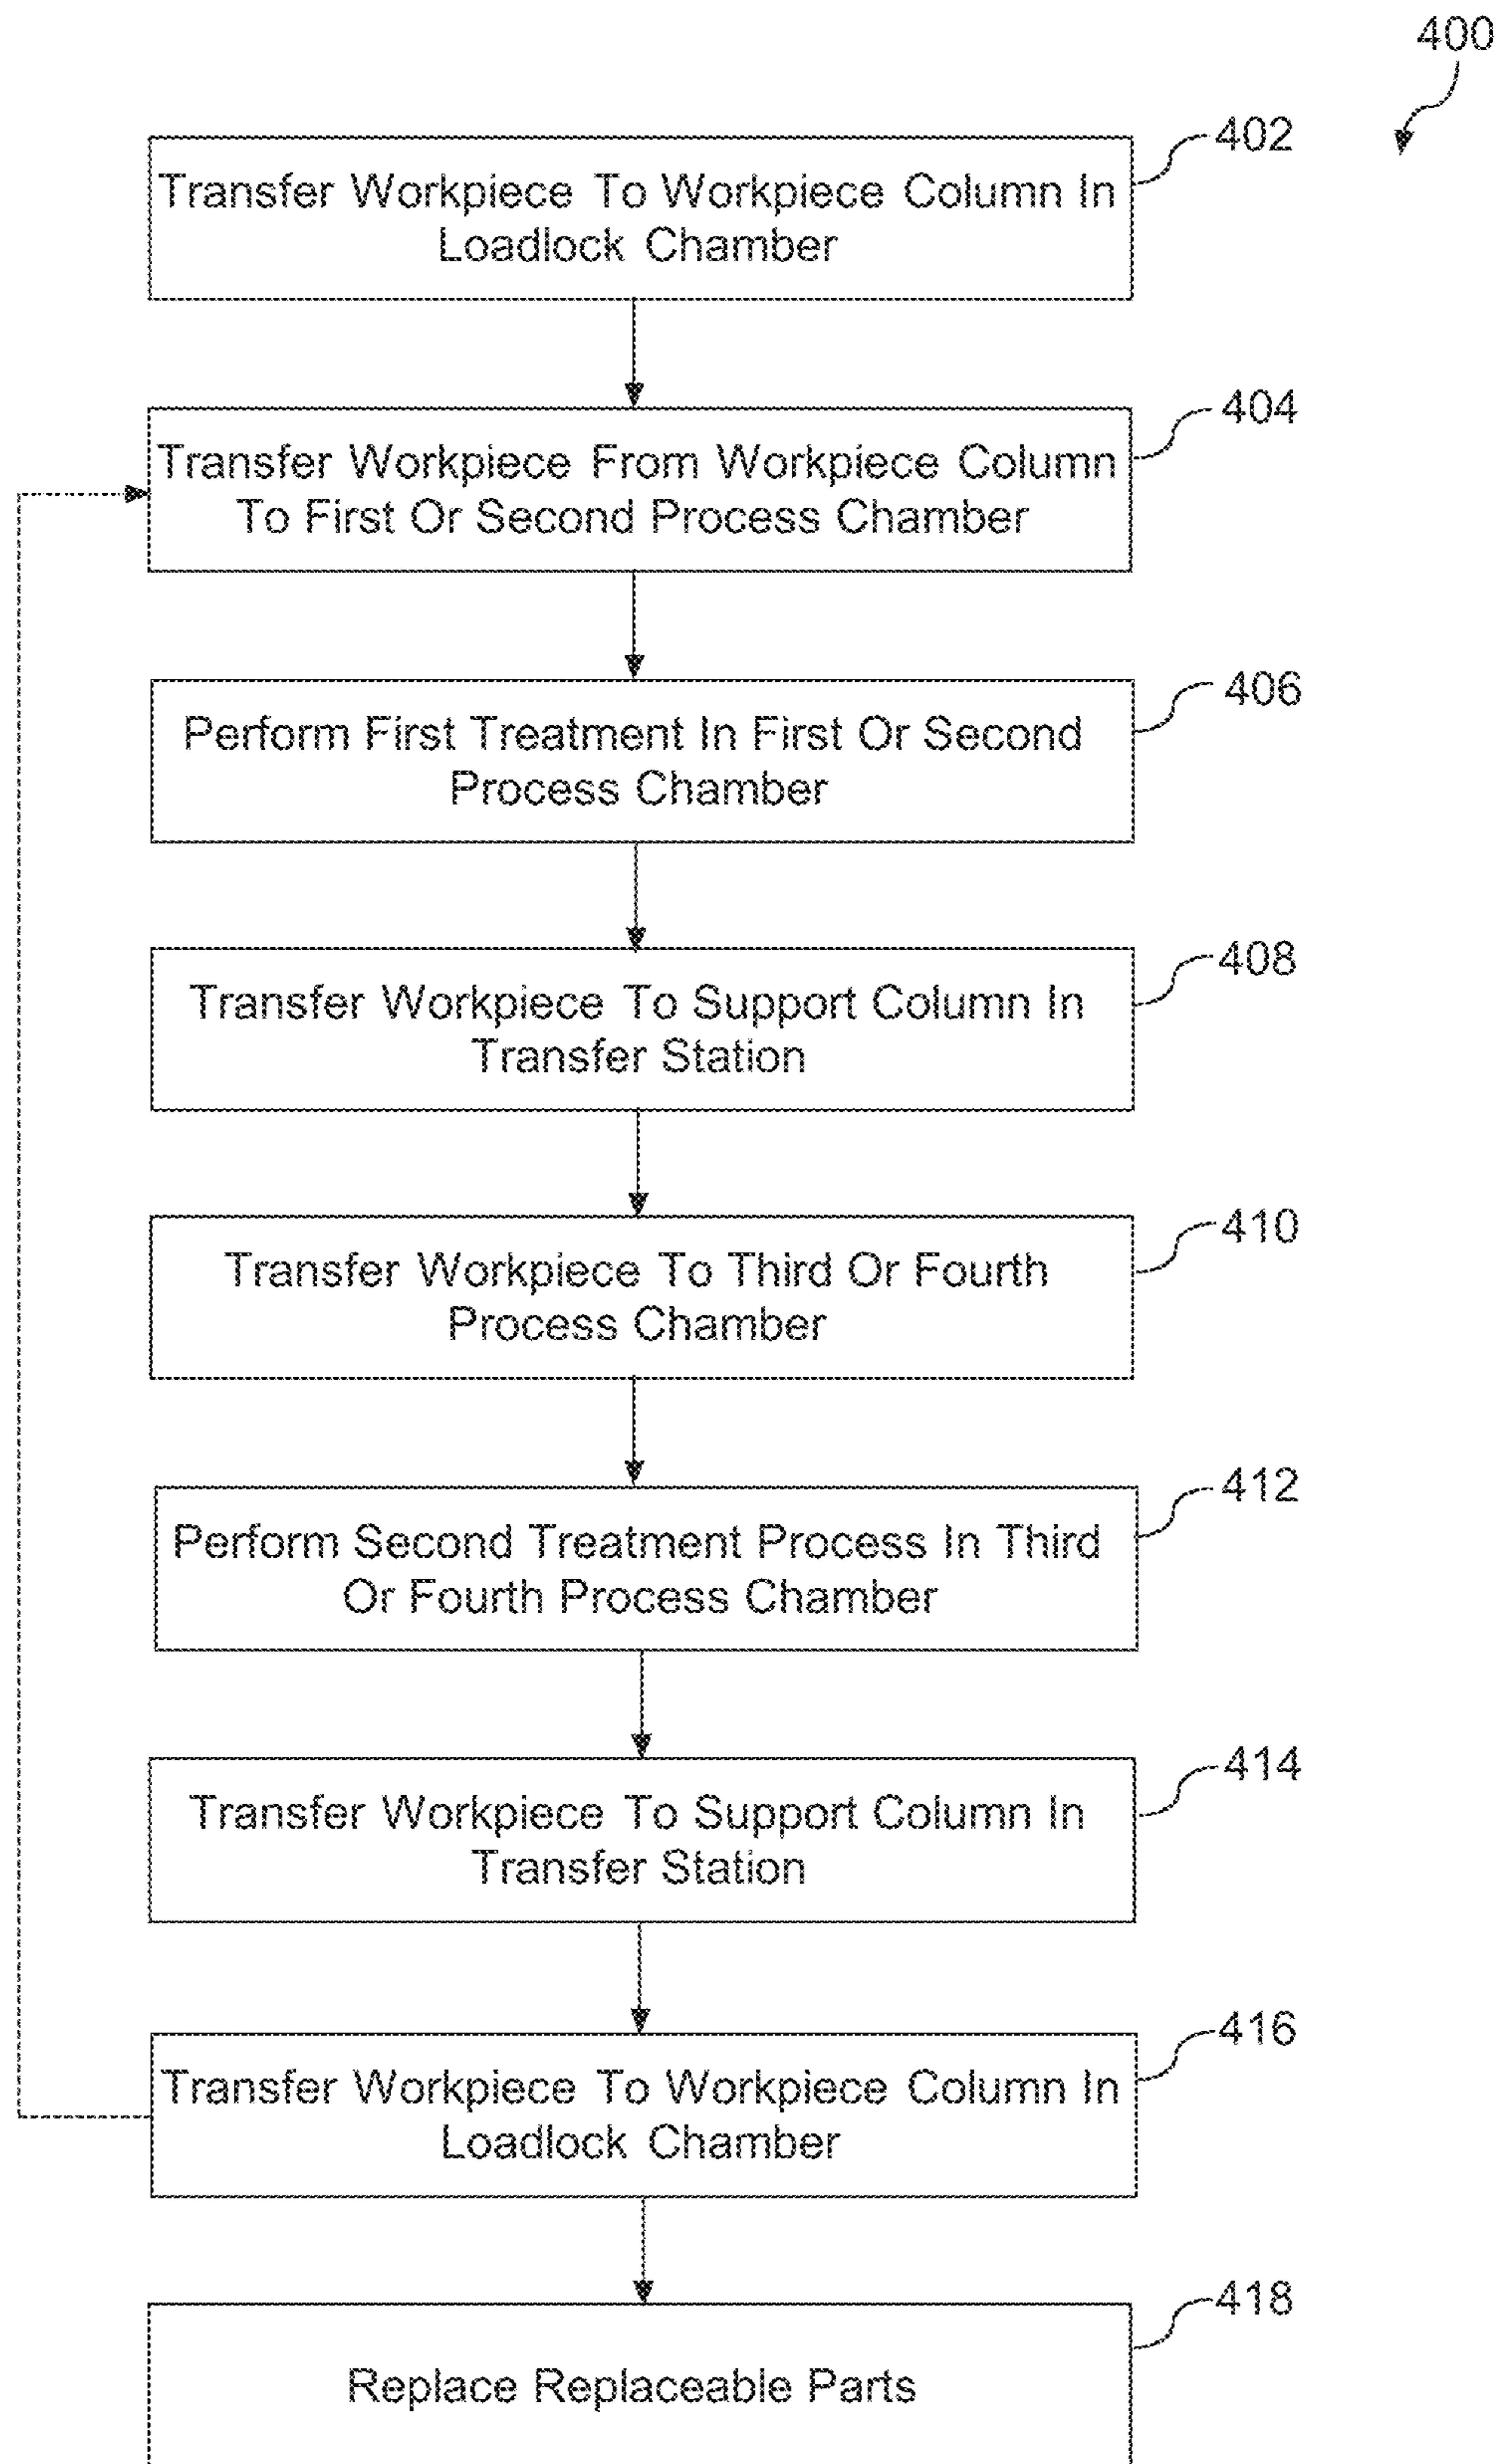 400
402
Transfer Workpiece To Workpiece Column In
Loadlock Chamber
404
Transfer Workpiece From Workpiece Column
To First Or Second Process Chamber
406
Perform First Treatment In First Or Second
Process Chamber
408
Transfer Workpiece To Support Column In
Transfer Station
410
Transfer Workpiece To Third Or Fourth
Process Chamber
412
Perform Second Treatment Process In Third
Or Fourth Process Chamber
414
Transfer Workpiece To Support Column In
Transfer Station
416
Transfer Workpiece To Workpiece Column In
Loadlock Chamber
418
Replace Replaceable Parts